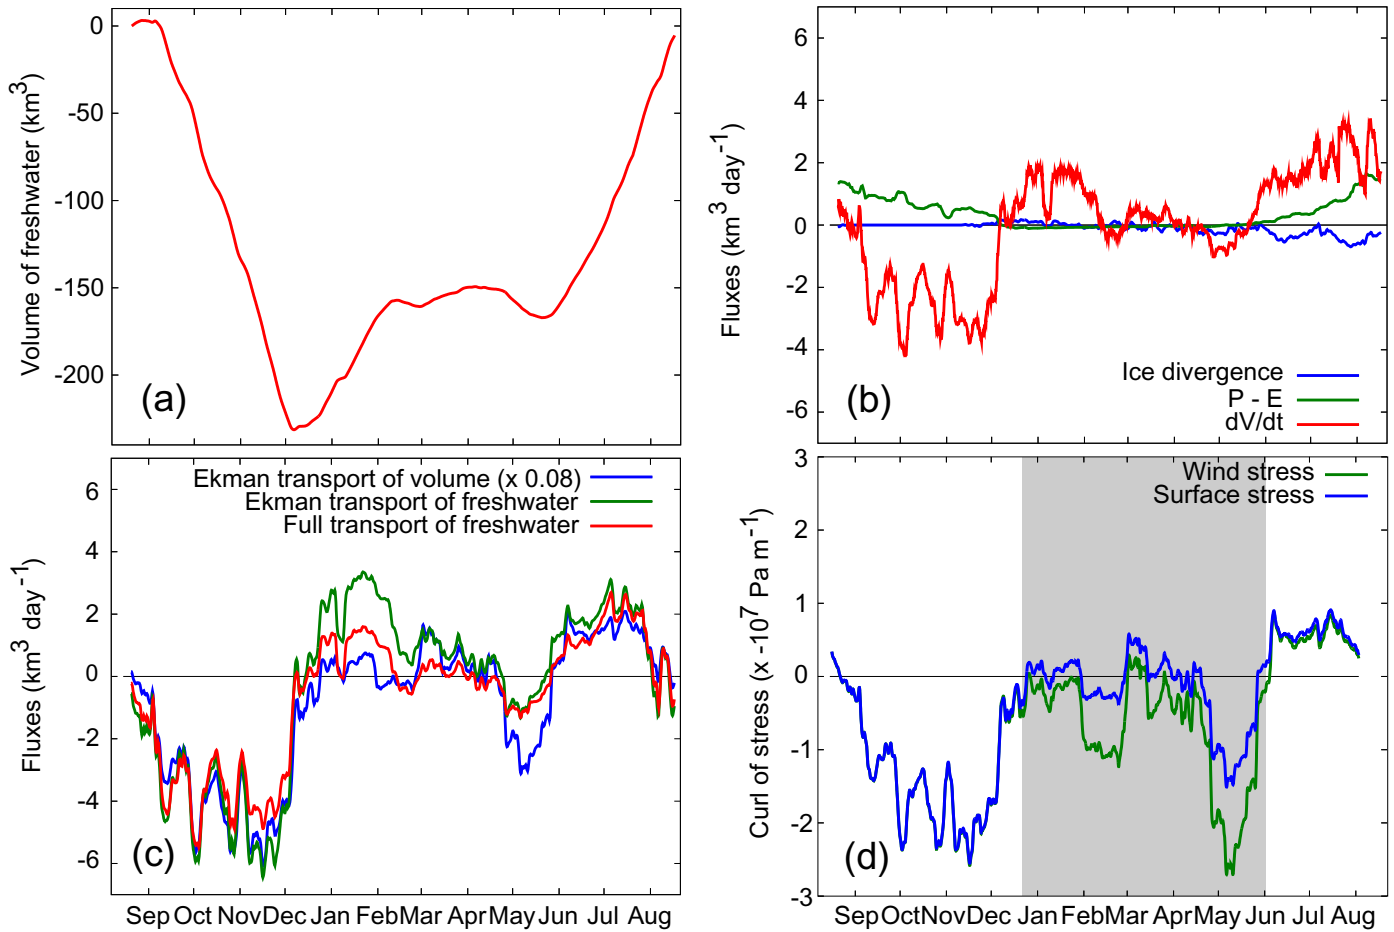 0
-50
-100
-150
-200
Volume of freshwater (km3)
(a)
6
4
2
0
-2
-4
-6
Fluxes (km3 day-1)
(b)
Ice divergence
P - E
dV/dt
6
4
2
0
-2
-4
-6
Fluxes (km3 day-1)
Ekman transport of volume (x 0.08)
Ekman transport of freshwater
Full transport of freshwater
(c)
Sep Oct Nov Dec Jan Feb Mar Apr May Jun Jul Aug
3
2
1
0
-1
-2
-3
Curl of stress (x -107 Pa m-1)
Wind stress
Surface stress
(d)
Sep Oct Nov Dec Jan Feb Mar Apr May Jun Jul Aug